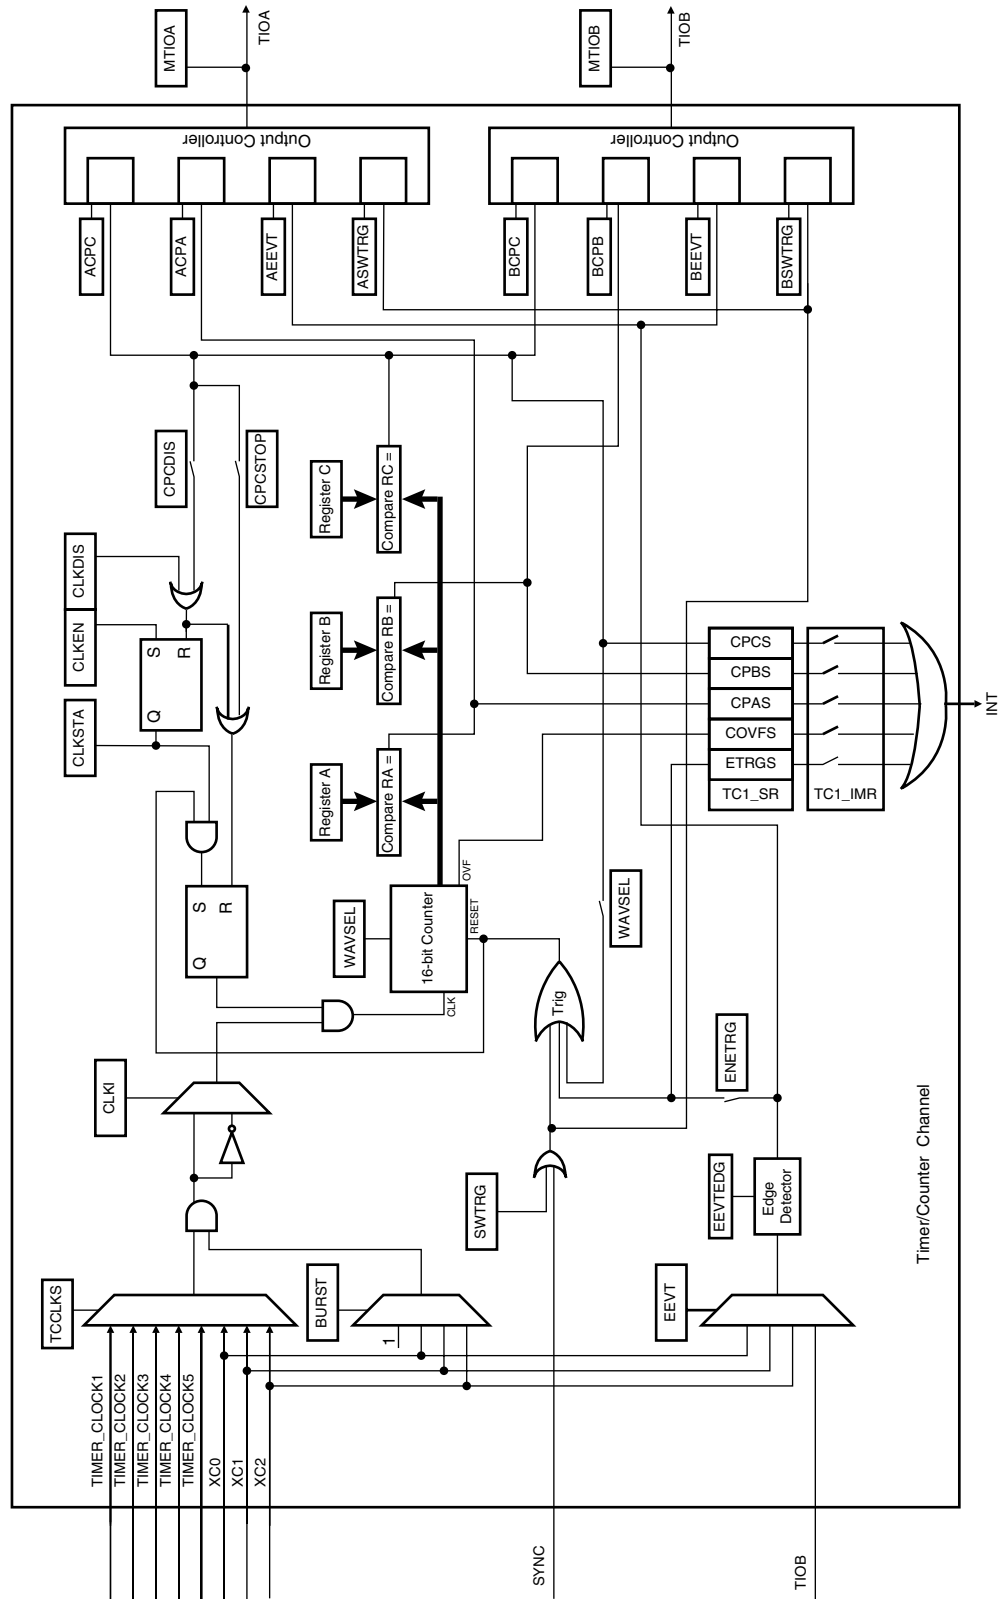 TCCLKS
TIMER_CLOCK1
TIMER_CLOCK2
TIMER_CLOCK3
TIMER_CLOCK4
TIMER_CLOCK5
XC0
XC1
XC2
CLKI
CLKSTA
CLKEN
CLKDIS
Q
S
R
Q
S
R
CPCDIS
CPCSTOP
ACPC
ACPA
AEEVT
ASWTRG
Output Controller
MTIOA
TIOA
BURST
1
WAVSEL
16-bit Counter
CLK
RESET
OVF
Register A
Register B
Register C
Compare RA =
Compare RB =
Compare RC =
SWTRG
SYNC
Trig
WAVSEL
BCPC
BCPB
BEEVT
BSWTRG
Output Controller
MTIOB
TIOB
EEVT
EEVTEDG
Edge
Detector
ENETRG
TIOB
CPCS
CPBS
CPAS
COVFS
ETRGS
TC1_SR
TC1_IMR
INT
Timer/Counter Channel